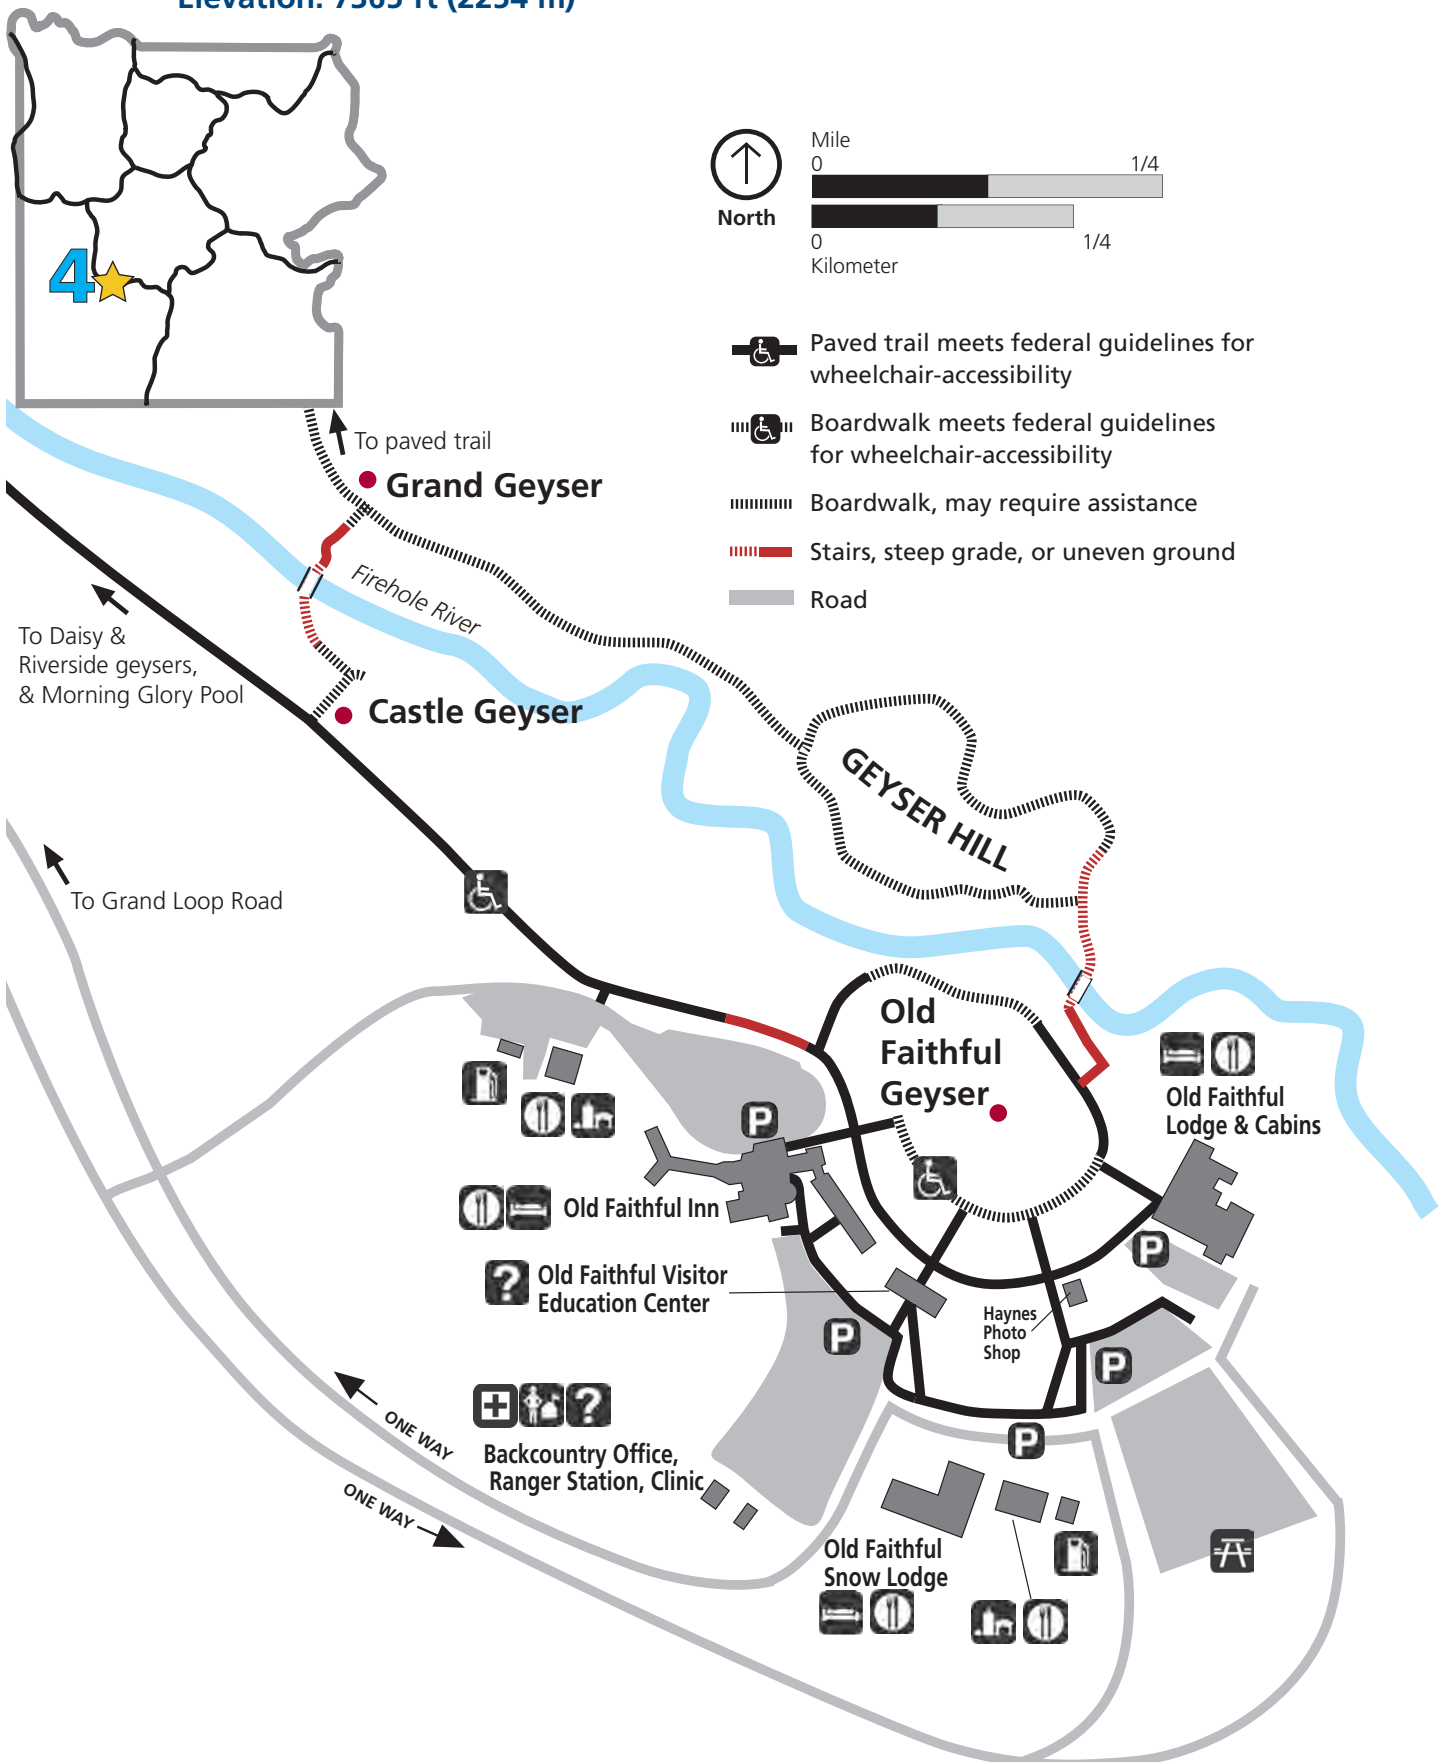 Elevation: 7365 ft (2254 m)
4
Mile
0 1/4
North
0 1/4
Kilometer
Paved trail meets federal guidelines for
wheelchair-accessibility
Boardwalk meets federal guidelines
for wheelchair-accessibility
Boardwalk, may require assistance
Stairs, steep grade, or uneven ground
Road
To paved trail
Grand Geyser
Firehole River
To Daisy &
Riverside geysers,
& Morning Glory Pool
Castle Geyser
GEYSER HILL
To Grand Loop Road
Old
Faithful
Geyser
Old Faithful
Lodge & Cabins
P
Old Faithful Inn
P
?
Old Faithful Visitor
Education Center
Haynes
Photo
Shop
P
P
?
Backcountry Office,
Ranger Station, Clinic
ONE WAY
ONE WAY
P
Old Faithful
Snow Lodge